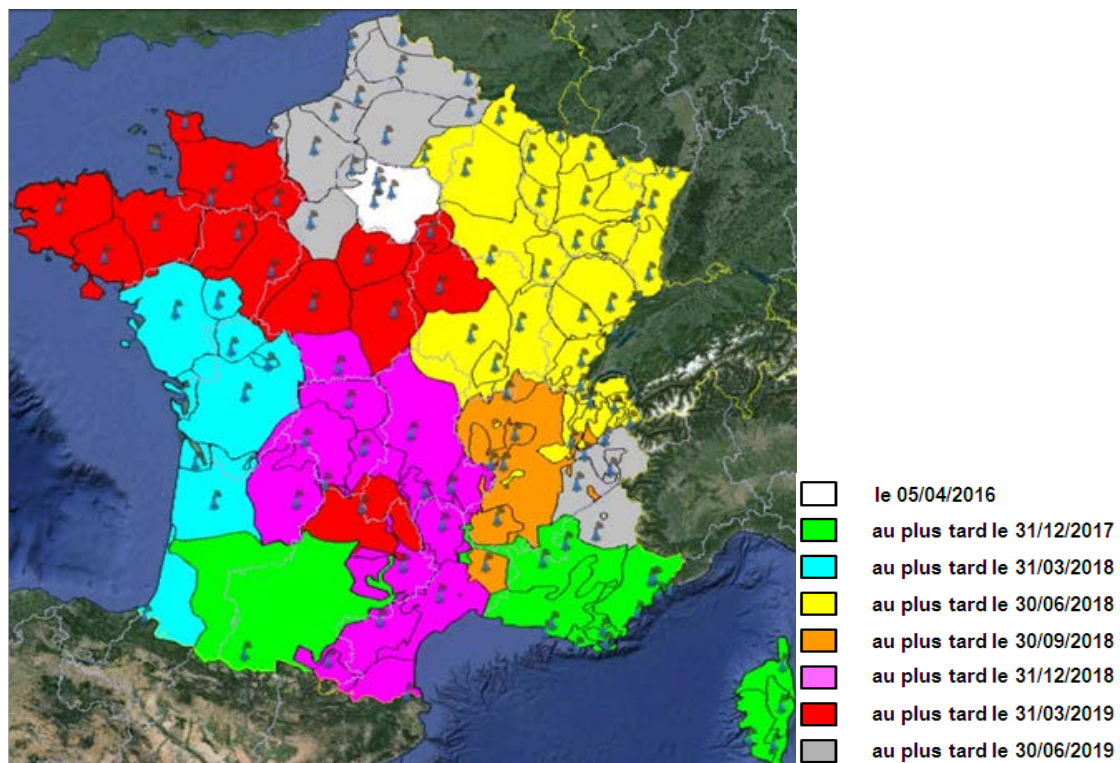 le 05/04/2016
au plus tard le 31/12/2017
au plus tard le 31/03/2018
au plus tard le 30/06/2018
au plus tard le 30/09/2018
au plus tard le 31/12/2018
au plus tard le 31/03/2019
au plus tard le 30/06/2019